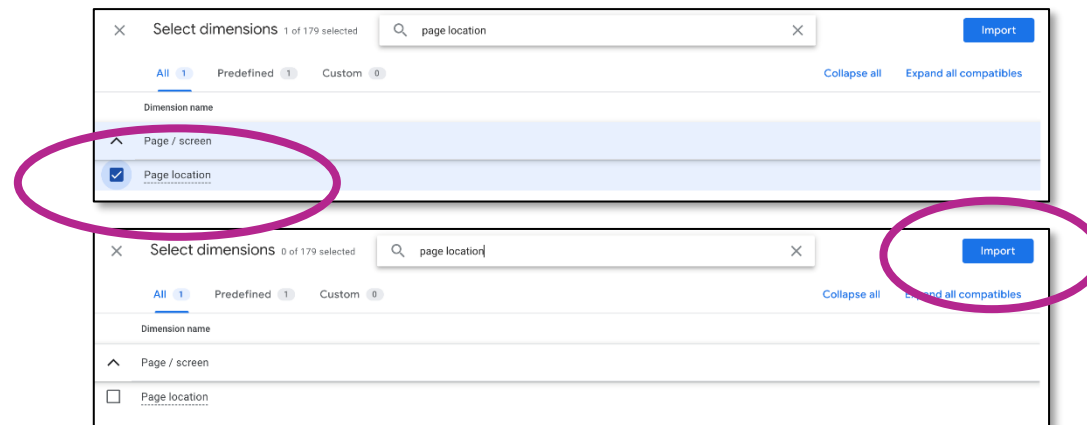 Select dimensions 1 of 179 selected page location Import
All 1 Predefined 1 Custom 0 Collapse all Expand all compatibles
Dimension name
Page / screen
Page location
Select dimensions 0 of 179 selected page location Import
All 1 Predefined 1 Custom 0 Collapse all Expand all compatibles
Dimension name
Page / screen
Page location